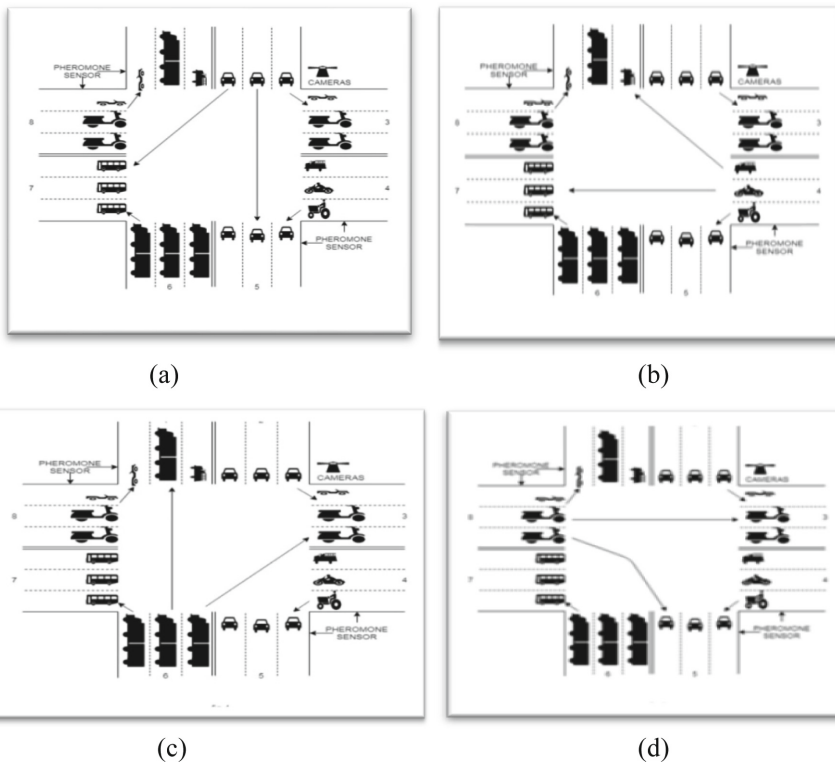 PHEROMONE
SENSOR
CAMERAS
8
3
7
4
PHEROMONE
SENSOR
6
5
(a)
PHEROMONE
SENSOR
CAMERAS
8
3
7
4
PHEROMONE
SENSOR
6
5
(b)
PHEROMONE
SENSOR
CAMERAS
8
3
7
4
PHEROMONE
SENSOR
6
5
(c)
PHEROMONE
SENSOR
CAMERAS
8
3
7
4
PHEROMONE
SENSOR
6
5
(d)